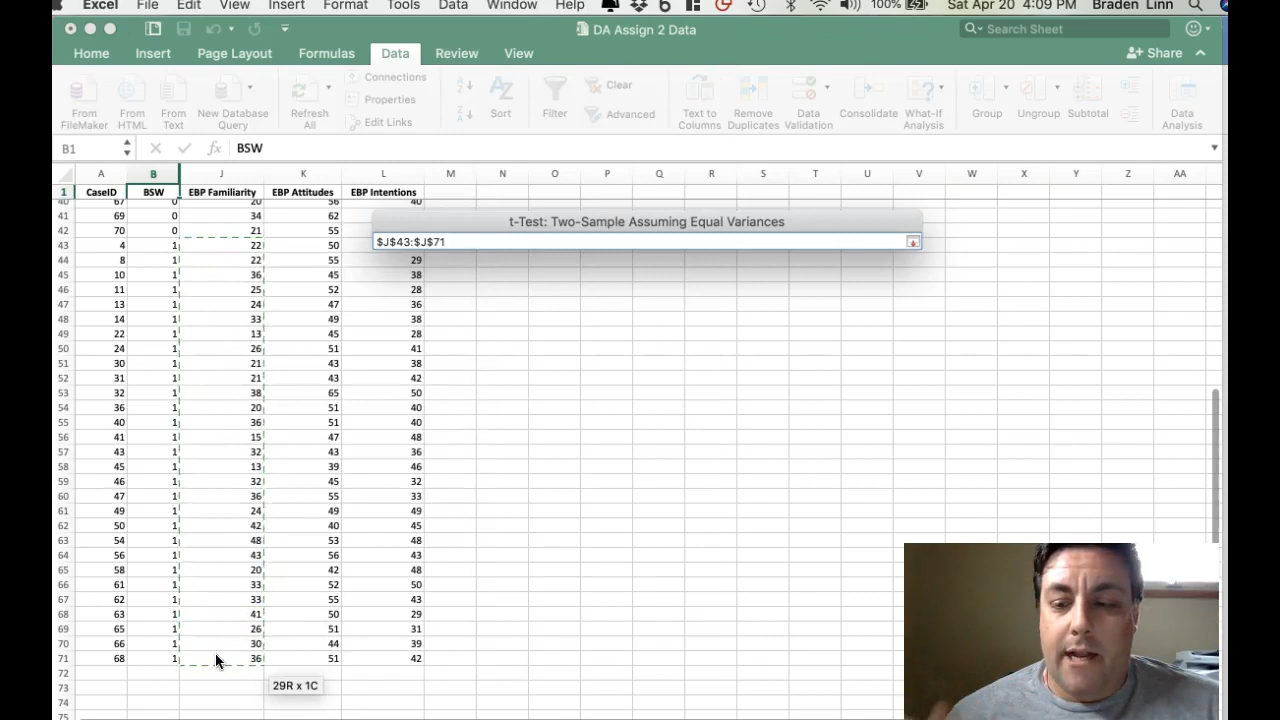 Excel File Edit View Insert Format Tools Data Window Help 100% Sat Apr 20 4:09 PM Braden Linn
DA Assign 2 Data Search Sheet
Home Insert Page Layout Formulas Data Review View Share
Connections Properties Edit Links Clear Advanced
From FileMaker From HTML From Text New Database Query Refresh All Sort Filter Text to Columns Remove Duplicates Data Validation Consolidate What-If Analysis Group Ungroup Subtotal Data Analysis
B1 fx BSW
A B J K L M N O P Q R S T U V W X Y Z AA
1 CaseID BSW EBP Familiarity EBP Attitudes EBP Intentions
40 67 0 20 56 40
41 69 0 34 62
t-Test: Two-Sample Assuming Equal Variances
42 70 0 21 55
$J$43:$J$71
43 4 1 22 50
44 8 1 22 55 29
45 10 1 36 45 38
46 11 1 25 52 28
47 13 1 24 47 36
48 14 1 33 49 38
49 22 1 13 45 28
50 24 1 26 51 41
51 30 1 21 43 38
52 31 1 21 43 42
53 32 1 38 65 50
54 36 1 20 51 40
55 40 1 36 51 40
56 41 1 15 47 48
57 43 1 32 43 36
58 45 1 13 39 46
59 46 1 32 45 32
60 47 1 36 55 33
61 49 1 24 49 49
62 50 1 42 40 45
63 54 1 48 53 48
64 56 1 43 56 43
65 58 1 20 42 48
66 61 1 33 52 50
67 62 1 33 55 43
68 63 1 41 50 29
69 65 1 26 51 31
70 66 1 30 44 39
71 68 1 36 51 42
72
29R x 1C
73
74
75